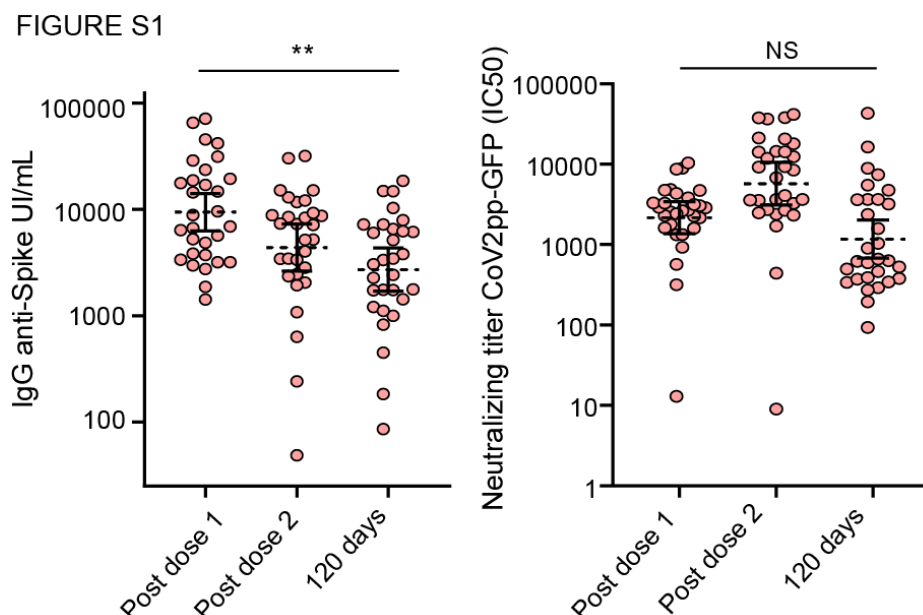 FIGURE S1
**
IgG anti-Spike UI/mL
100000
10000
1000
100
Post dose 1
Post dose 2
120 days
NS
Neutralizing titer CoV2pp-GFP (IC50)
100000
10000
1000
100
10
1
Post dose 1
Post dose 2
120 days